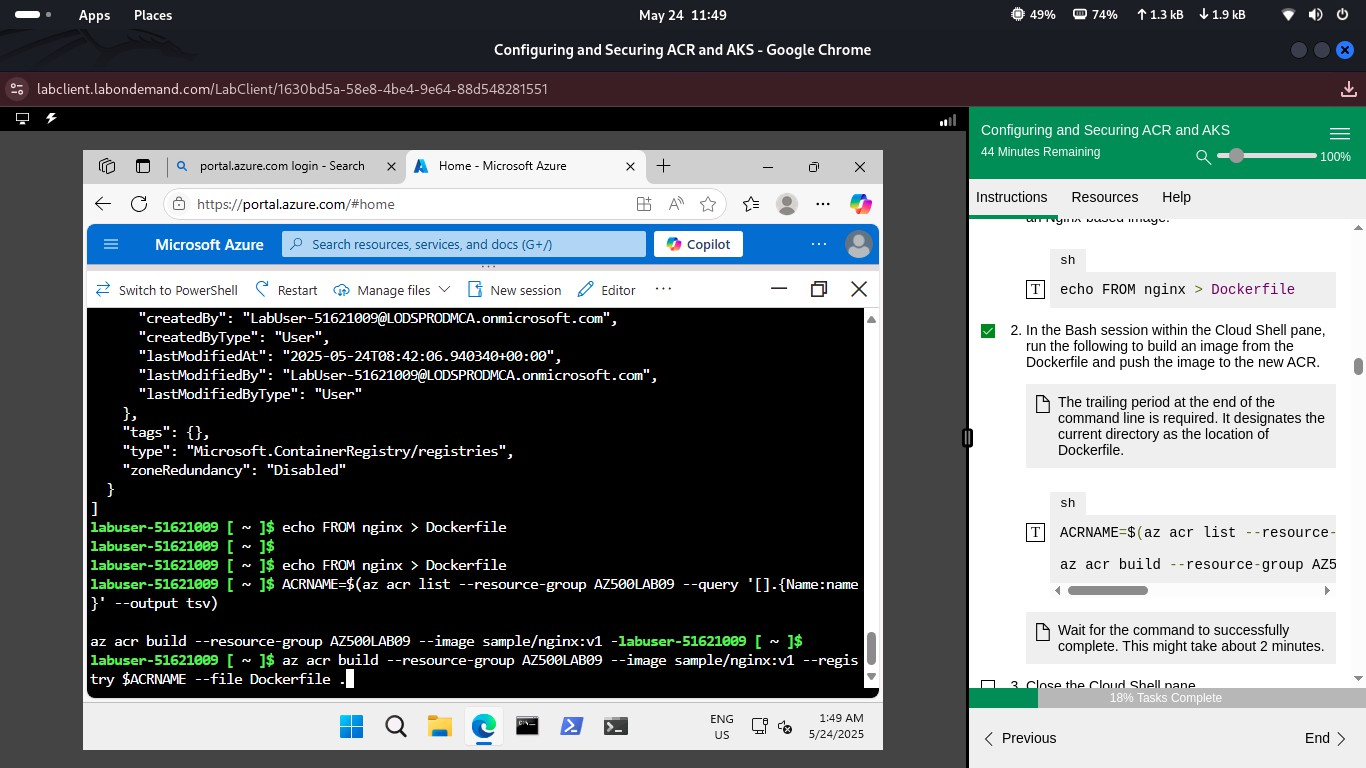 Apps Places May 24 11:49 49% 74% 1.3 kB 1.9 kB
Configuring and Securing ACR and AKS - Google Chrome
labclient.labondemand.com/LabClient/1630bd5a-58e8-4be4-9e64-88d548281551
portal.azure.com login - Search
Home - Microsoft Azure
https://portal.azure.com/#home
Microsoft Azure
Search resources, services, and docs (G+/)
Copilot
Switch to PowerShell Restart Manage files New session Editor
"createdBy": "LabUser-51621009@LODSPRODMCA.onmicrosoft.com",
"createdByType": "User",
"lastModifiedAt": "2025-05-24T08:42:06.940340+00:00",
"lastModifiedBy": "LabUser-51621009@LODSPRODMCA.onmicrosoft.com",
"lastModifiedByType": "User"
},
"tags": {},
"type": "Microsoft.ContainerRegistry/registries",
"zoneRedundancy": "Disabled"
}
]
labuser-51621009 [ ~ ]$ echo FROM nginx > Dockerfile
labuser-51621009 [ ~ ]$
labuser-51621009 [ ~ ]$ echo FROM nginx > Dockerfile
labuser-51621009 [ ~ ]$ ACRNAME=$(az acr list --resource-group AZ500LAB09 --query '[].{Name:name
}' --output tsv)
az acr build --resource-group AZ500LAB09 --image sample/nginx:v1 -labuser-51621009 [ ~ ]$
labuser-51621009 [ ~ ]$ az acr build --resource-group AZ500LAB09 --image sample/nginx:v1 --regis
try $ACRNAME --file Dockerfile .
ENG
US
1:49 AM
5/24/2025
Configuring and Securing ACR and AKS
44 Minutes Remaining
100%
Instructions Resources Help
an Nginx-based image.
sh
T
echo FROM nginx > Dockerfile
2. In the Bash session within the Cloud Shell pane,
run the following to build an image from the
Dockerfile and push the image to the new ACR.
The trailing period at the end of the
command line is required. It designates the
current directory as the location of
Dockerfile.
sh
T
ACRNAME=$(az acr list --resource-
az acr build --resource-group AZ5
Wait for the command to successfully
complete. This might take about 2 minutes.
3. Close the Cloud Shell pane
18% Tasks Complete
Previous
End